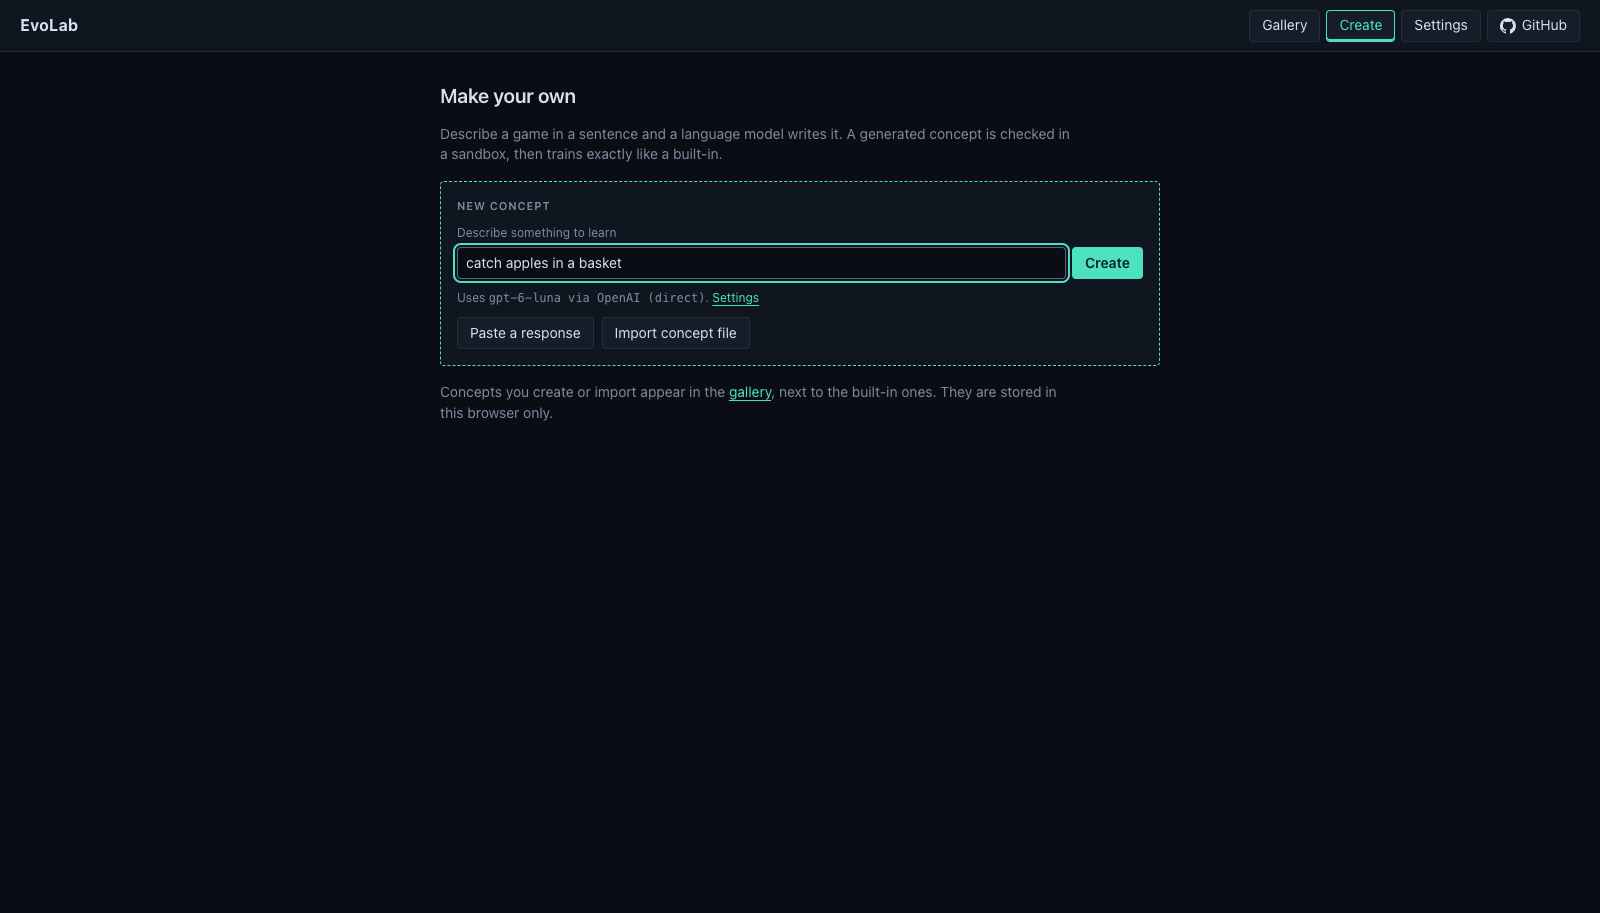 EvoLab
Gallery
Create
Settings
GitHub
Make your own
Describe a game in a sentence and a language model writes it. A generated concept is checked in
a sandbox, then trains exactly like a built-in.
NEW CONCEPT
Describe something to learn
catch apples in a basket
Create
Uses gpt-6-luna via OpenAI (direct). Settings
Paste a response
Import concept file
Concepts you create or import appear in the gallery, next to the built-in ones. They are stored in
this browser only.